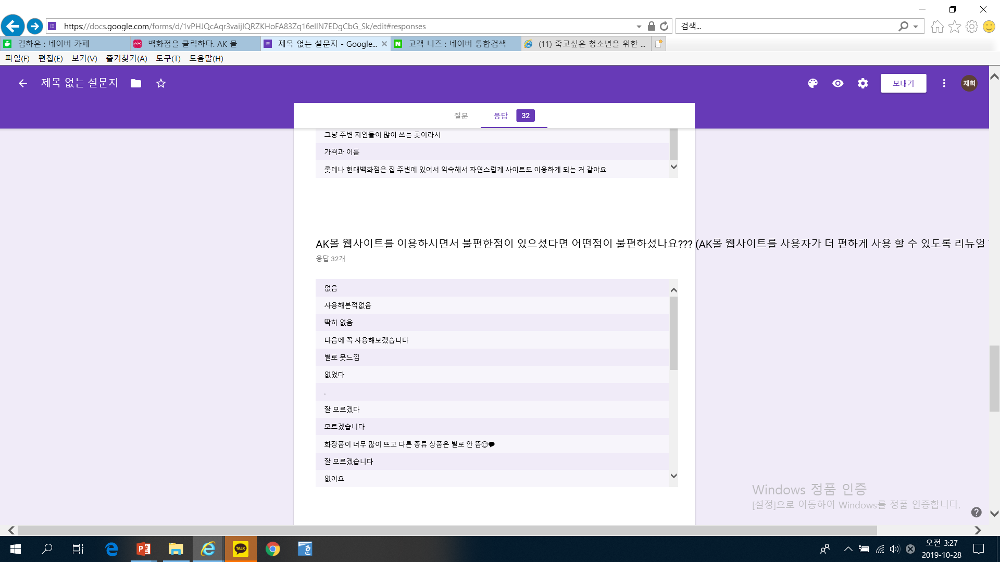 https://docs.google.com/forms/d/1vPHJQcAqr3vaijIQRZKHoFA83Zq16eIlN7EDgCbG_Sk/edit#responses
검색...
김하은 : 네이버 카페
백화점을 클릭하다. AK 몰
제목 없는 설문지 - Google...
고객 니즈 : 네이버 통합검색
(11) 죽고싶은 청소년을 위한 ...
파일(F) 편집(E) 보기(V) 즐겨찾기(A) 도구(T) 도움말(H)
제목 없는 설문지
보내기
재희
질문
응답 32
그냥 주변 지인들이 많이 쓰는 곳이라서
가격과 이름
롯데나 현대백화점은 집 주변에 있어서 익숙해서 자연스럽게 사이트도 이용하게 되는 거 같아요
AK몰 웹사이트를 이용하시면서 불편한점이 있으셨다면 어떤점이 불편하셨나요??? (AK몰 웹사이트를 사용자가 더 편하게 사용 할 수 있도록 리뉴얼
응답 32개
없음
사용해본적없음
딱히 없음
다음에 꼭 사용해보겠습니다
별로 못느낌
없었다
.
잘 모르겠다
모르겠습니다
화장품이 너무 많이 뜨고 다른 종류 상품은 별로 안 뜸😔💬
잘 모르겠습니다
없어요
Windows 정품 인증
[설정]으로 이동하여 Windows를 정품 인증합니다.
TALK
오전 3:27
2019-10-28